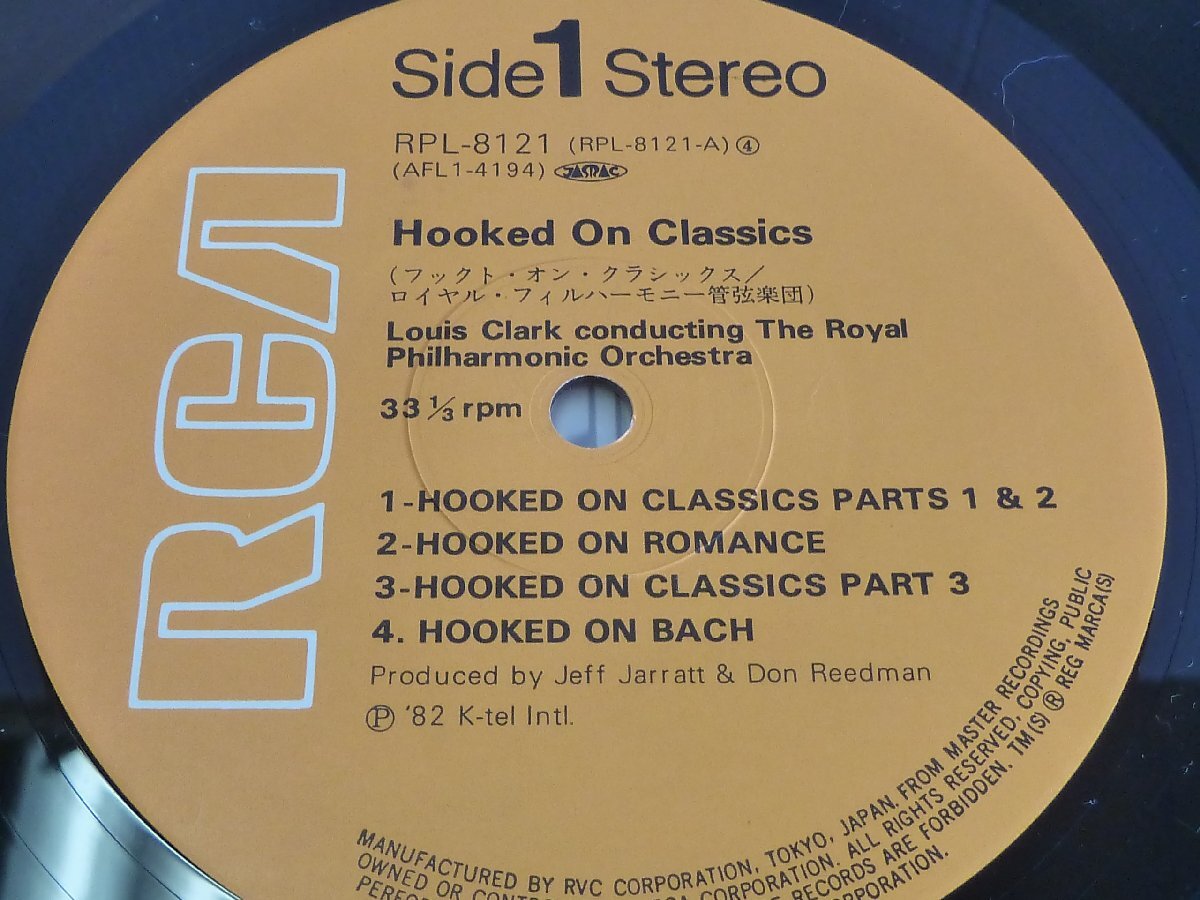 Side 1 Stereo
RPL-8121 (RPL-8121-A) ④
(AFL1-4194) JASRAC
RCA
Hooked On Classics
(フックト・オン・クラシックス／
ロイヤル・フィルハーモニー管弦楽団)
Louis Clark conducting The Royal
Philharmonic Orchestra
33 1/3 rpm
1-HOOKED ON CLASSICS PARTS 1 & 2
2-HOOKED ON ROMANCE
3-HOOKED ON CLASSICS PART 3
4. HOOKED ON BACH
Produced by Jeff Jarratt & Don Reedman
Ⓟ '82 K-tel Intl.
MANUFACTURED BY RVC CORPORATION, TOKYO, JAPAN. FROM MASTER RECORDINGS
OWNED OR CORPORATION. ALL RIGHTS RESERVED, COPYING, PUBLIC
RECORDS ARE FORBIDDEN. TM(S) ® REG MARCA(S)
CORPORATION.